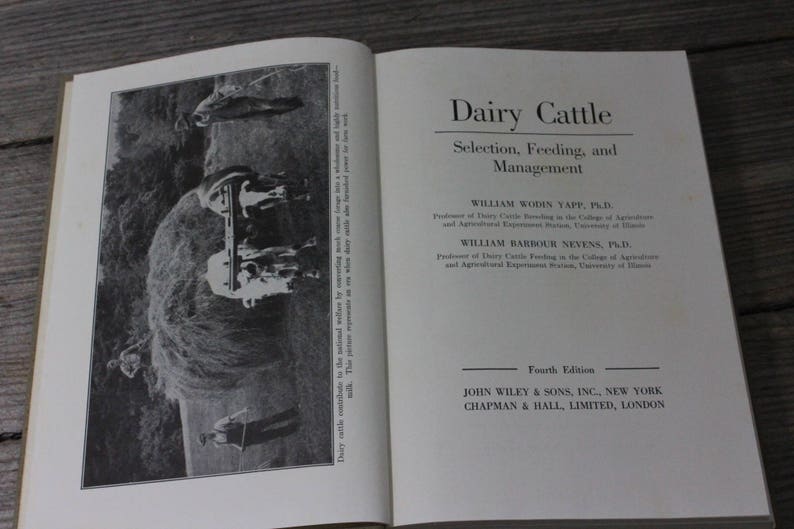 Dairy cattle contribute to the national welfare by converting much coarse forage into a wholesome and highly nutritious food—
milk. This picture represents an era when dairy cattle also furnished power for farm work.
Dairy Cattle
Selection, Feeding, and
Management
WILLIAM WODIN YAPP, Ph.D.
Professor of Dairy Cattle Breeding in the College of Agriculture
and Agricultural Experiment Station, University of Illinois
WILLIAM BARBOUR NEVENS, Ph.D.
Professor of Dairy Cattle Feeding in the College of Agriculture
and Agricultural Experiment Station, University of Illinois
Fourth Edition
JOHN WILEY & SONS, INC., NEW YORK
CHAPMAN & HALL, LIMITED, LONDON